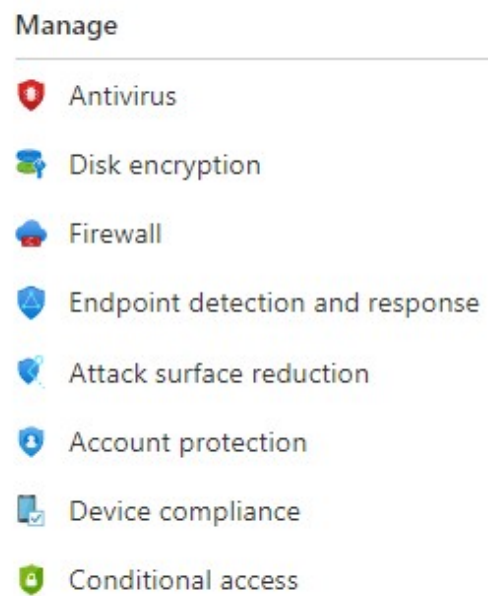 Manage
Antivirus
Disk encryption
Firewall
Endpoint detection and response
Attack surface reduction
Account protection
Device compliance
Conditional access